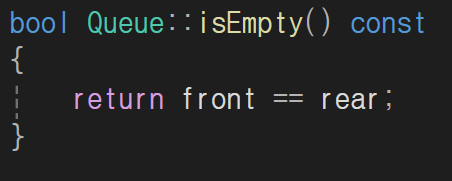 bool Queue::isEmpty() const
{
    return front == rear;
}